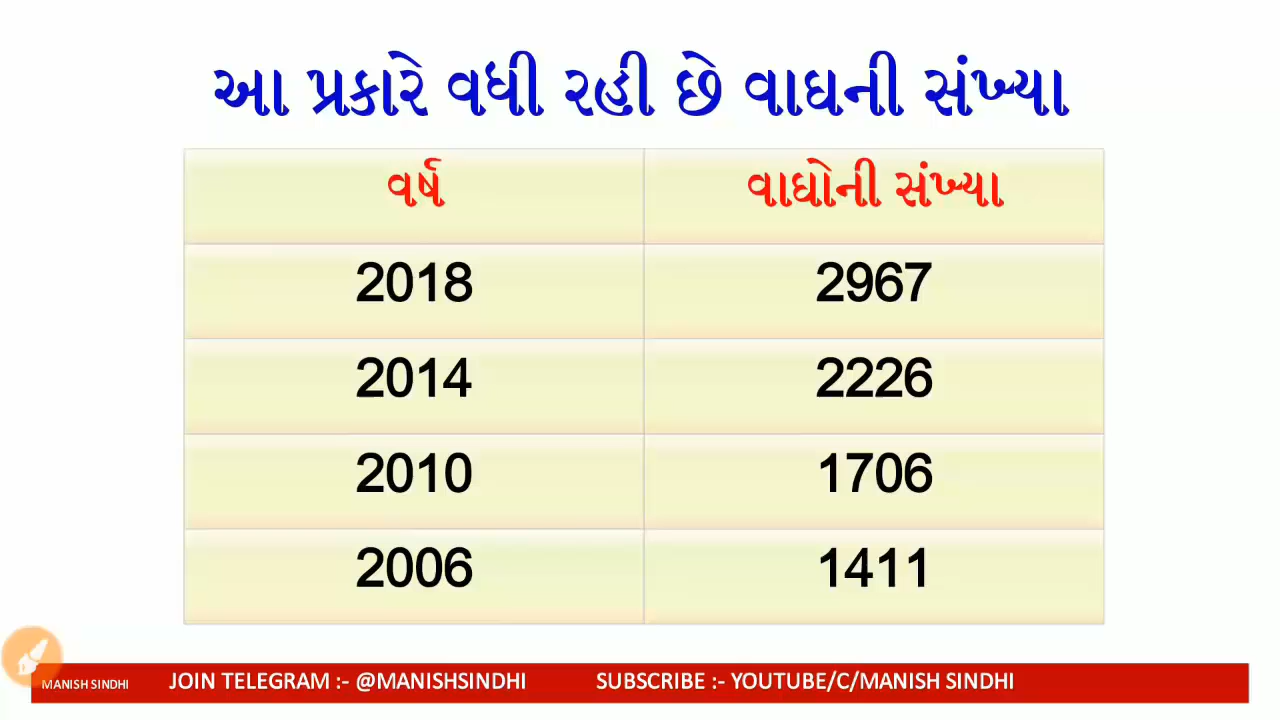 આ પ્રકારે વધી રહી છે વાઘની સંખ્યા
વર્ષ વાઘોની સંખ્યા
2018 2967
2014 2226
2010 1706
2006 1411
MANISH SINDHI JOIN TELEGRAM :- @MANISHSINDHI SUBSCRIBE :- YOUTUBE/C/MANISH SINDHI